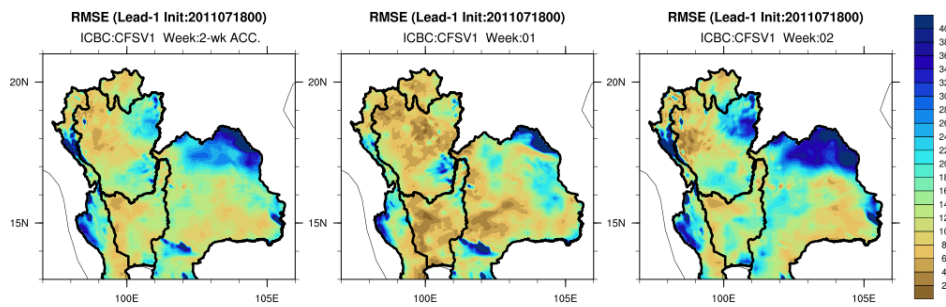 RMSE (Lead-1 Init:2011071800)
ICBC:CFSV1 Week:2-wk ACC.
20N
15N
100E 105E
RMSE (Lead-1 Init:2011071800)
ICBC:CFSV1 Week:01
20N
15N
100E 105E
RMSE (Lead-1 Init:2011071800)
ICBC:CFSV1 Week:02
20N
15N
100E 105E
40
38
36
34
32
30
28
26
24
22
20
18
16
14
12
10
8
6
4
2